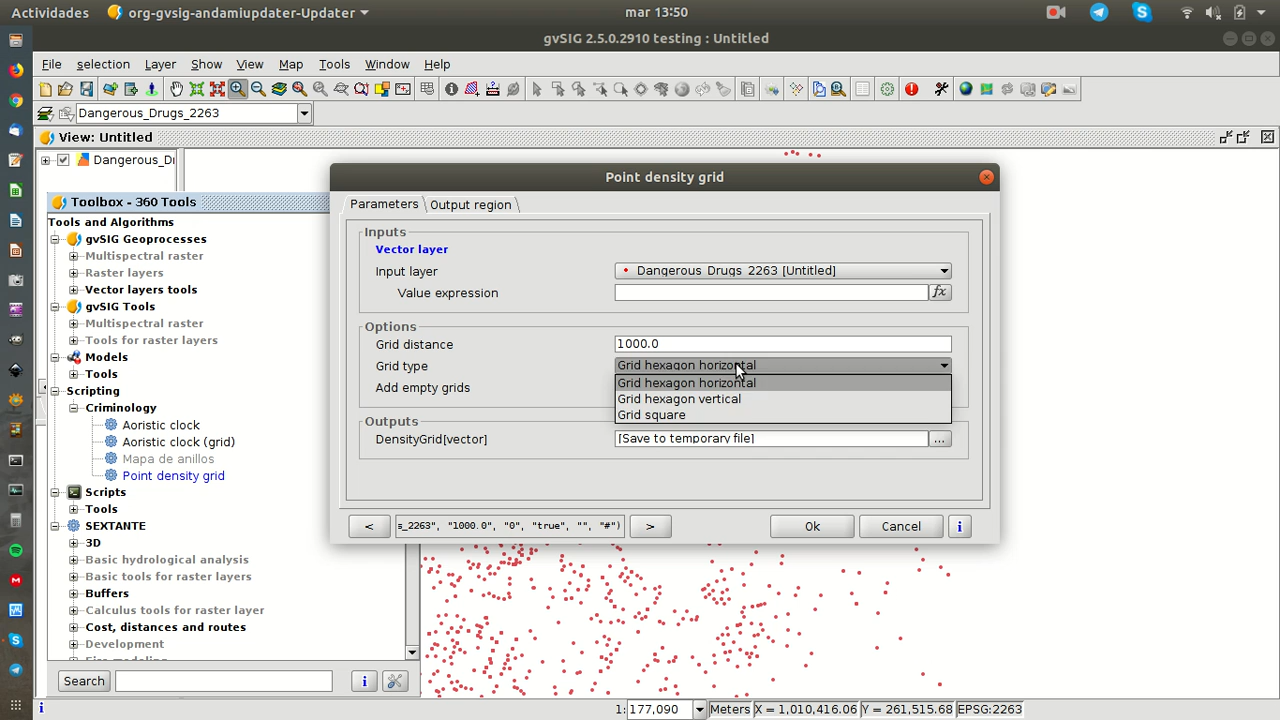 Actividades org-gvsig-andamiupdater-Updater mar 13:50
gvSIG 2.5.0.2910 testing : Untitled
File selection Layer Show View Map Tools Window Help
Dangerous_Drugs_2263
View: Untitled
Dangerous_D
Toolbox - 360 Tools
Tools and Algorithms
gvSIG Geoprocesses
Multispectral raster
Raster layers
Vector layers tools
gvSIG Tools
Multispectral raster
Tools for raster layers
Models
Tools
Scripting
Criminology
Aoristic clock
Aoristic clock (grid)
Mapa de anillos
Point density grid
Scripts
Tools
SEXTANTE
3D
Basic hydrological analysis
Basic tools for raster layers
Buffers
Calculus tools for raster layer
Cost, distances and routes
Development
Search
Point density grid
Parameters Output region
Inputs
Vector layer
Input layer Dangerous_Drugs_2263 [Untitled]
Value expression fx
Options
Grid distance 1000.0
Grid type Grid hexagon horizontal
Grid hexagon horizontal
Grid hexagon vertical
Grid square
Add empty grids
Outputs
DensityGrid[vector] [Save to temporary file] ...
< s_2263", "1000.0", "0", "true", "", "#") > Ok Cancel i
1: 177,090 Meters X = 1,010,416.06 Y = 261,515.68 EPSG:2263